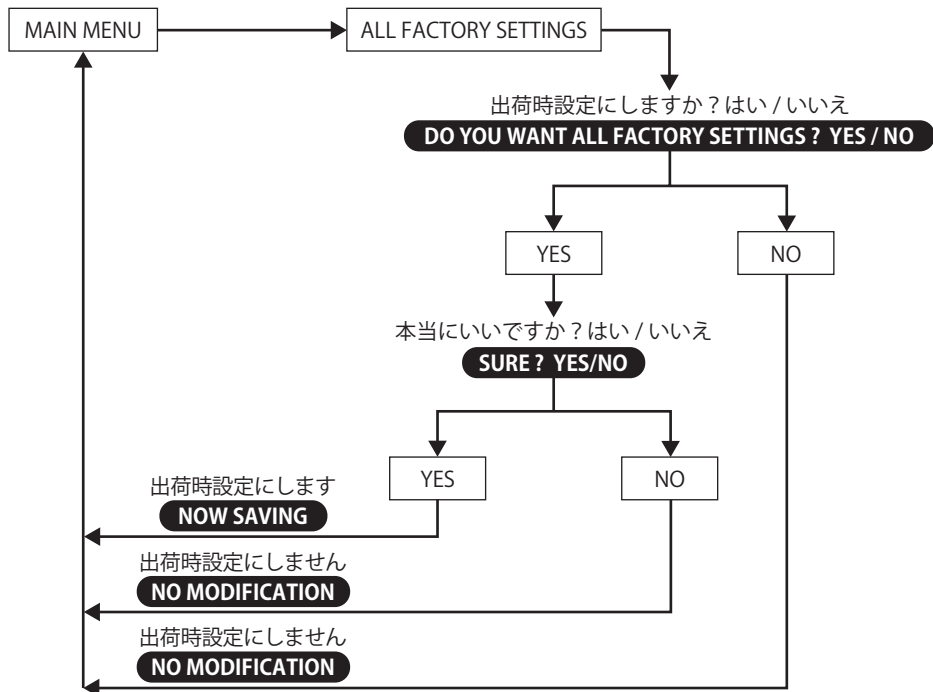 MAIN MENU
ALL FACTORY SETTINGS
出荷時設定にしますか？はい / いいえ
DO YOU WANT ALL FACTORY SETTINGS ? YES / NO
YES
NO
本当にいいですか？はい / いいえ
SURE ? YES/NO
YES
NO
出荷時設定にします
NOW SAVING
出荷時設定にしません
NO MODIFICATION
出荷時設定にしません
NO MODIFICATION